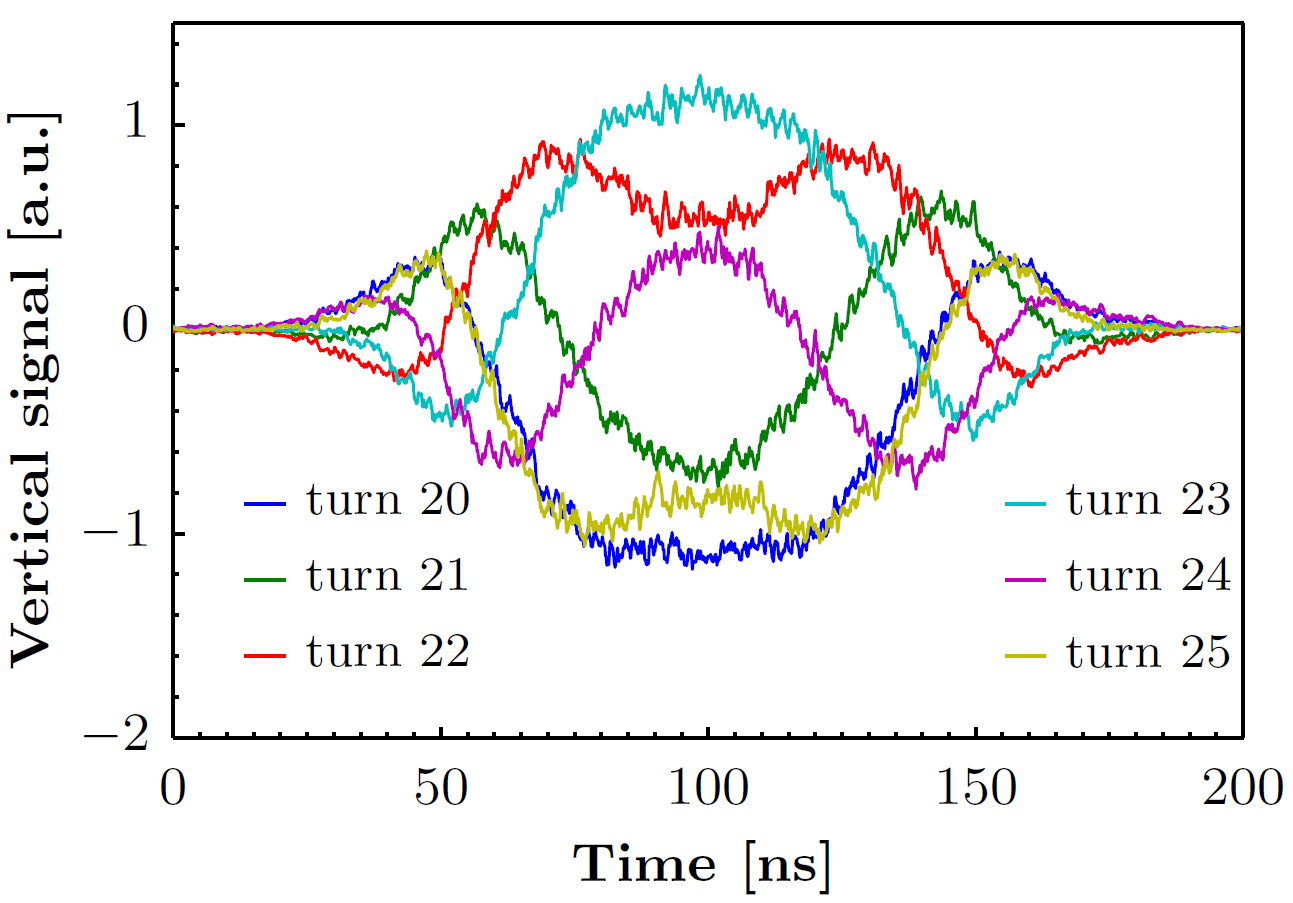 Vertical signal [a.u.]
1
0
−1
−2
turn 20
turn 21
turn 22
turn 23
turn 24
turn 25
0 50 100 150 200
Time [ns]